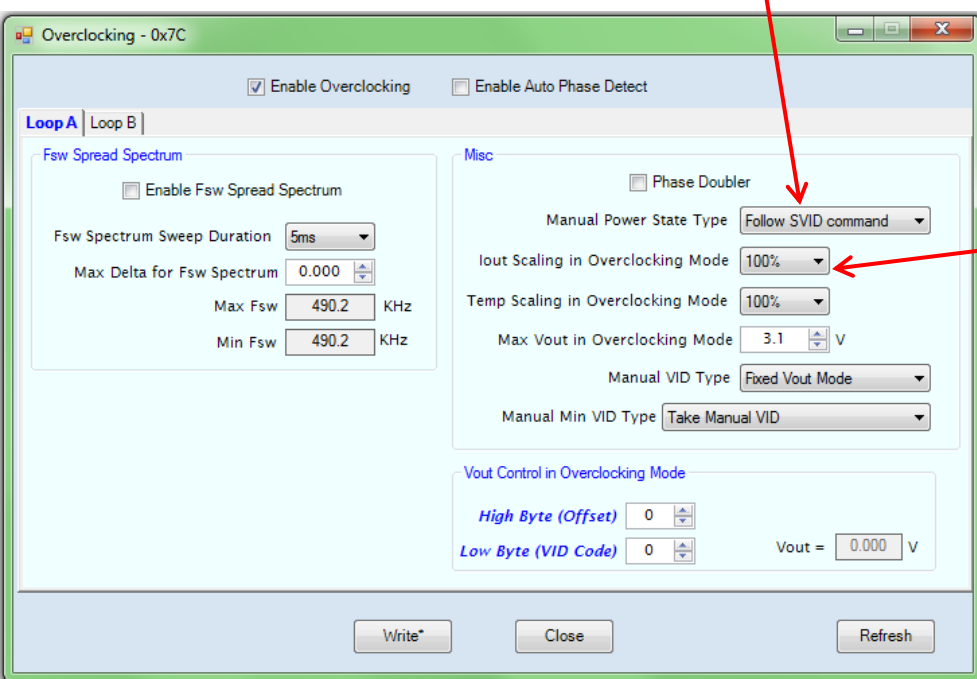 Overclocking - 0x7C
Enable Overclocking
Enable Auto Phase Detect
Loop A
Loop B
Fsw Spread Spectrum
Enable Fsw Spread Spectrum
Fsw Spectrum Sweep Duration 5ms
Max Delta for Fsw Spectrum 0.000
Max Fsw 490.2 KHz
Min Fsw 490.2 KHz
Misc
Phase Doubler
Manual Power State Type Follow SVID command
Iout Scaling in Overclocking Mode 100%
Temp Scaling in Overclocking Mode 100%
Max Vout in Overclocking Mode 3.1 V
Manual VID Type Fixed Vout Mode
Manual Min VID Type Take Manual VID
Vout Control in Overclocking Mode
High Byte (Offset) 0
Low Byte (VID Code) 0
Vout = 0.000 V
Write*
Close
Refresh